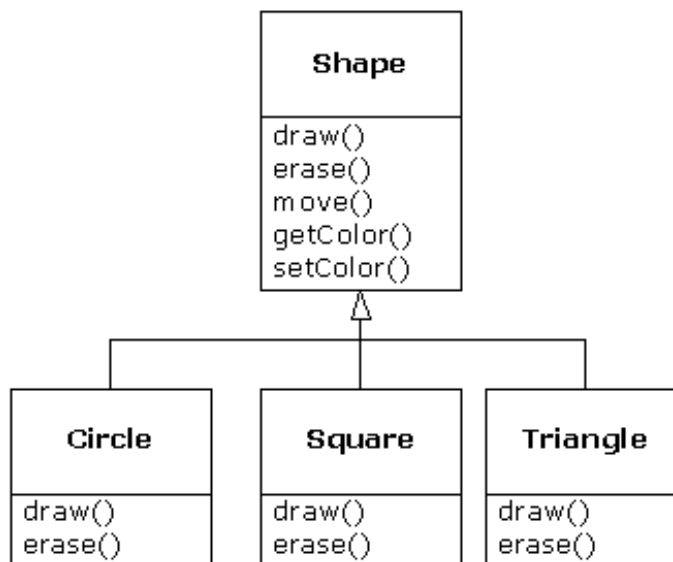 Shape
draw()
erase()
move()
getColor()
setColor()
Circle
draw()
erase()
Square
draw()
erase()
Triangle
draw()
erase()